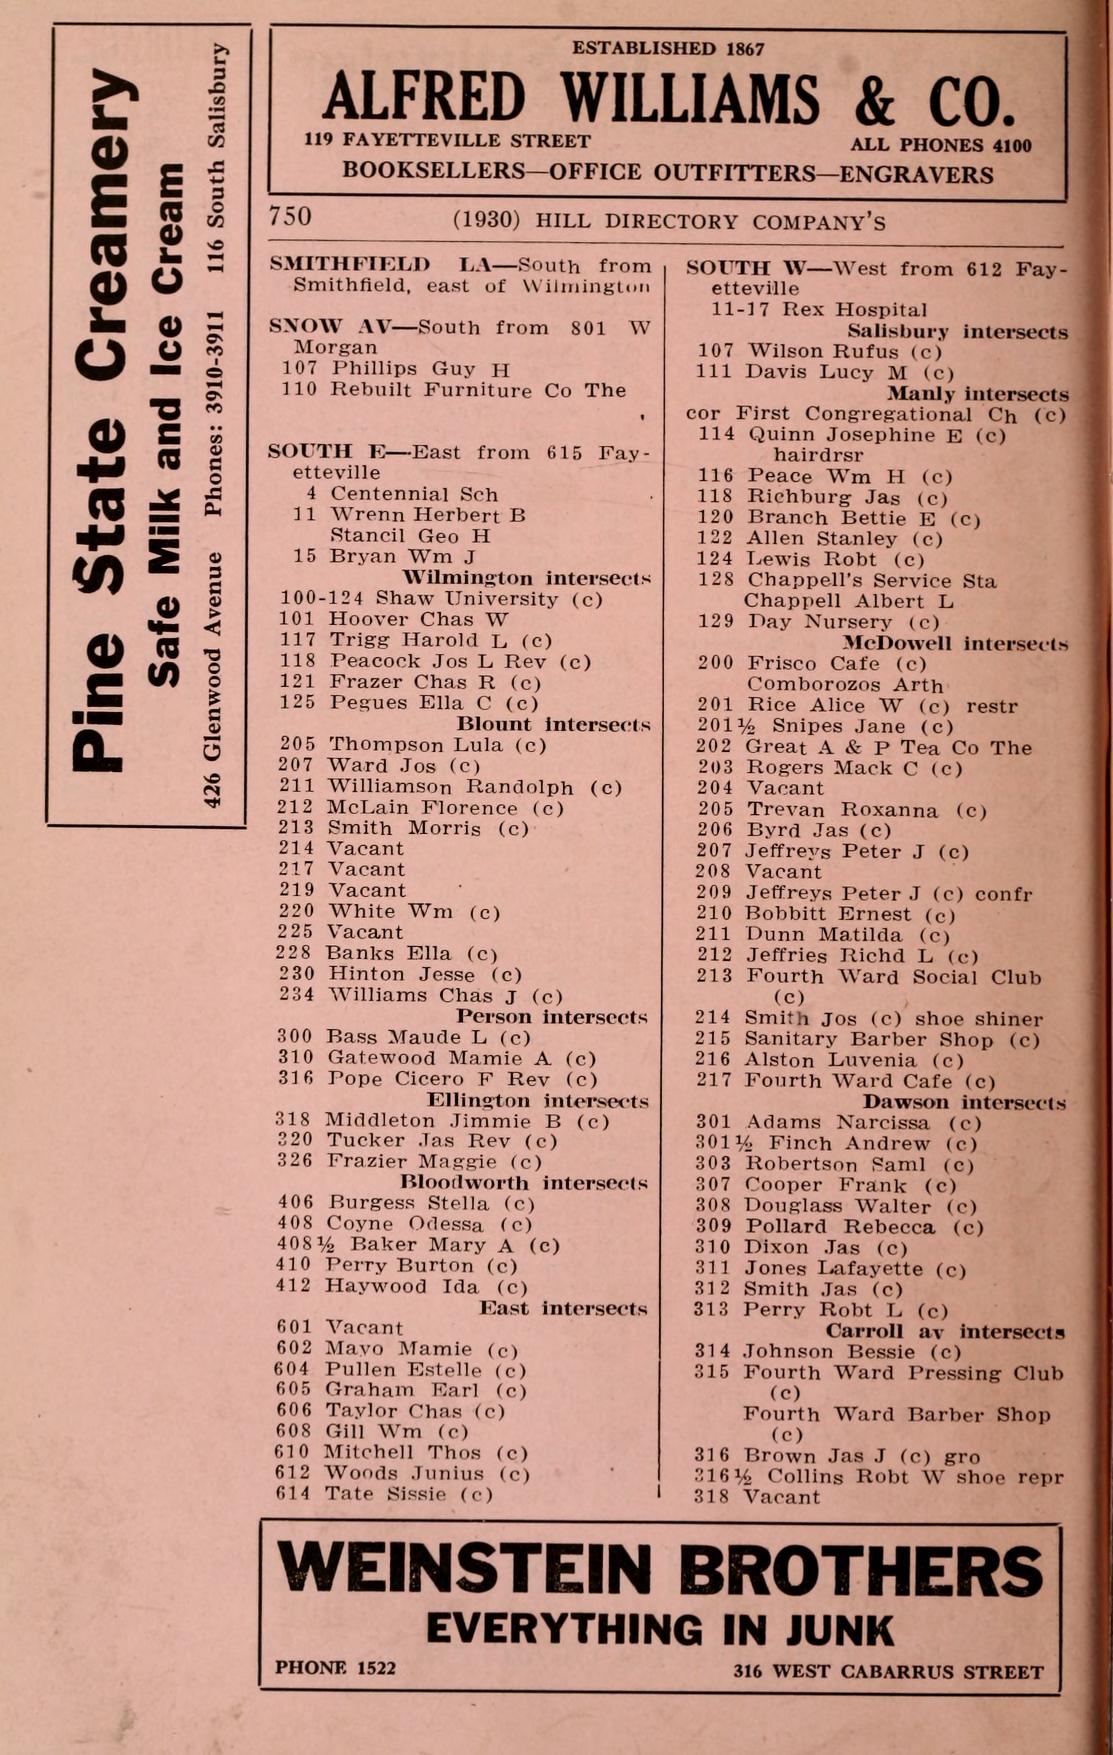 Pine State Creamery
Safe Milk and Ice Cream
426 Glenwood Avenue Phones: 3910-3911 116 South Salisbury
ESTABLISHED 1867
ALFRED WILLIAMS & CO.
119 FAYETTEVILLE STREET ALL PHONES 4100
BOOKSELLERS—OFFICE OUTFITTERS—ENGRAVERS
750 (1930) HILL DIRECTORY COMPANY'S
SMITHFIELD LA—South from
Smithfield, east of Wilmington
SNOW AV—South from 801 W
Morgan
107 Phillips Guy H
110 Rebuilt Furniture Co The
SOUTH E—East from 615 Fay-
etteville
4 Centennial Sch
11 Wrenn Herbert B
Stancil Geo H
15 Bryan Wm J
Wilmington intersects
100-124 Shaw University (c)
101 Hoover Chas W
117 Trigg Harold L (c)
118 Peacock Jos L Rev (c)
121 Frazer Chas R (c)
125 Pegues Ella C (c)
Blount intersects
205 Thompson Lula (c)
207 Ward Jos (c)
211 Williamson Randolph (c)
212 McLain Florence (c)
213 Smith Morris (c)
214 Vacant
217 Vacant
219 Vacant
220 White Wm (c)
225 Vacant
228 Banks Ella (c)
230 Hinton Jesse (c)
234 Williams Chas J (c)
Person intersects
300 Bass Maude L (c)
310 Gatewood Mamie A (c)
316 Pope Cicero F Rev (c)
Ellington intersects
318 Middleton Jimmie B (c)
320 Tucker Jas Rev (c)
326 Frazier Maggie (c)
Bloodworth intersects
406 Burgess Stella (c)
408 Coyne Odessa (c)
408½ Baker Mary A (c)
410 Perry Burton (c)
412 Haywood Ida (c)
East intersects
601 Vacant
602 Mayo Mamie (c)
604 Pullen Estelle (c)
605 Graham Earl (c)
606 Taylor Chas (c)
608 Gill Wm (c)
610 Mitchell Thos (c)
612 Woods Junius (c)
614 Tate Sissie (c)
SOUTH W—West from 612 Fay-
etteville
11-17 Rex Hospital
Salisbury intersects
107 Wilson Rufus (c)
111 Davis Lucy M (c)
Manly intersects
cor First Congregational Ch (c)
114 Quinn Josephine E (c)
hairdrsr
116 Peace Wm H (c)
118 Richburg Jas (c)
120 Branch Bettie E (c)
122 Allen Stanley (c)
124 Lewis Robt (c)
128 Chappell's Service Sta
Chappell Albert L
129 Day Nursery (c)
McDowell intersects
200 Frisco Cafe (c)
Comborozos Arth
201 Rice Alice W (c) restr
201½ Snipes Jane (c)
202 Great A & P Tea Co The
203 Rogers Mack C (c)
204 Vacant
205 Trevan Roxanna (c)
206 Byrd Jas (c)
207 Jeffreys Peter J (c)
208 Vacant
209 Jeffreys Peter J (c) confr
210 Bobbitt Ernest (c)
211 Dunn Matilda (c)
212 Jeffries Richd L (c)
213 Fourth Ward Social Club
(c)
214 Smith Jos (c) shoe shiner
215 Sanitary Barber Shop (c)
216 Alston Luvenia (c)
217 Fourth Ward Cafe (c)
Dawson intersects
301 Adams Narcissa (c)
301½ Finch Andrew (c)
303 Robertson Saml (c)
307 Cooper Frank (c)
308 Douglass Walter (c)
309 Pollard Rebecca (c)
310 Dixon Jas (c)
311 Jones Lafayette (c)
312 Smith Jas (c)
313 Perry Robt L (c)
Carroll av intersects
314 Johnson Bessie (c)
315 Fourth Ward Pressing Club
(c)
Fourth Ward Barber Shop
(c)
316 Brown Jas J (c) gro
316½ Collins Robt W shoe repr
318 Vacant
WEINSTEIN BROTHERS
EVERYTHING IN JUNK
PHONE 1522 316 WEST CABARRUS STREET